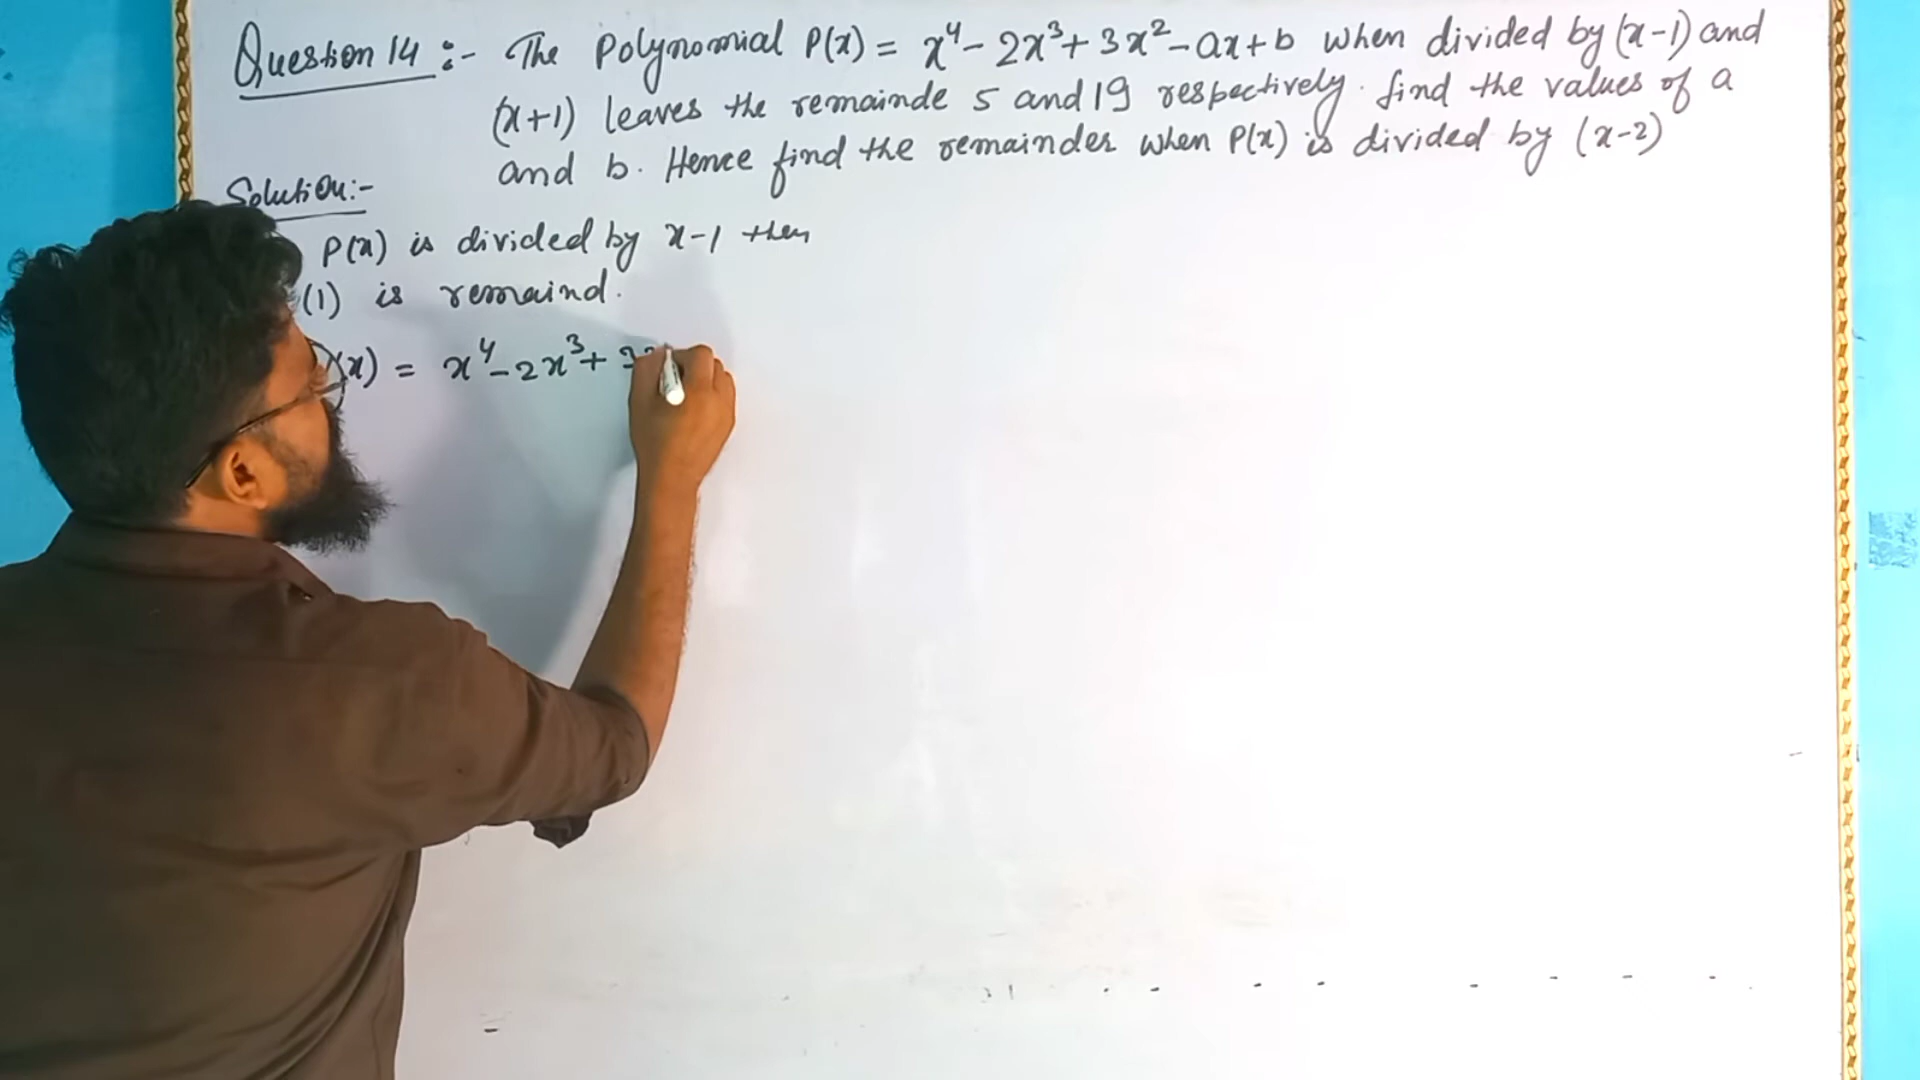 Question 14 :- The Polynomial P(x) = x⁴- 2x³+ 3x²- ax+b when divided by (x-1) and
(x+1) leaves the remainde 5 and 19 respectively. find the values of a
and b. Hence find the remainder when P(x) is divided by (x-2)
Solution:-
P(x) is divided by x-1 then
(1) is remaind.
(x) = x⁴-2x³+ 3